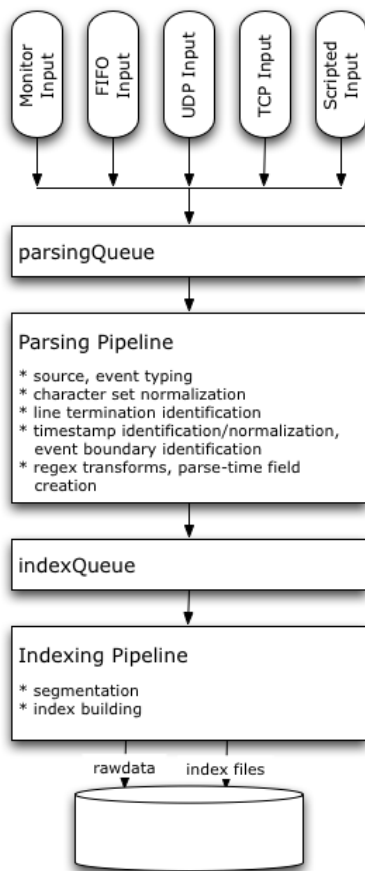 Monitor
Input
FIFO
Input
UDP Input
TCP Input
Scripted
Input
parsingQueue
Parsing Pipeline
* source, event typing
* character set normalization
* line termination identification
* timestamp identification/normalization,
event boundary identification
* regex transforms, parse-time field
creation
indexQueue
Indexing Pipeline
* segmentation
* index building
rawdata
index files